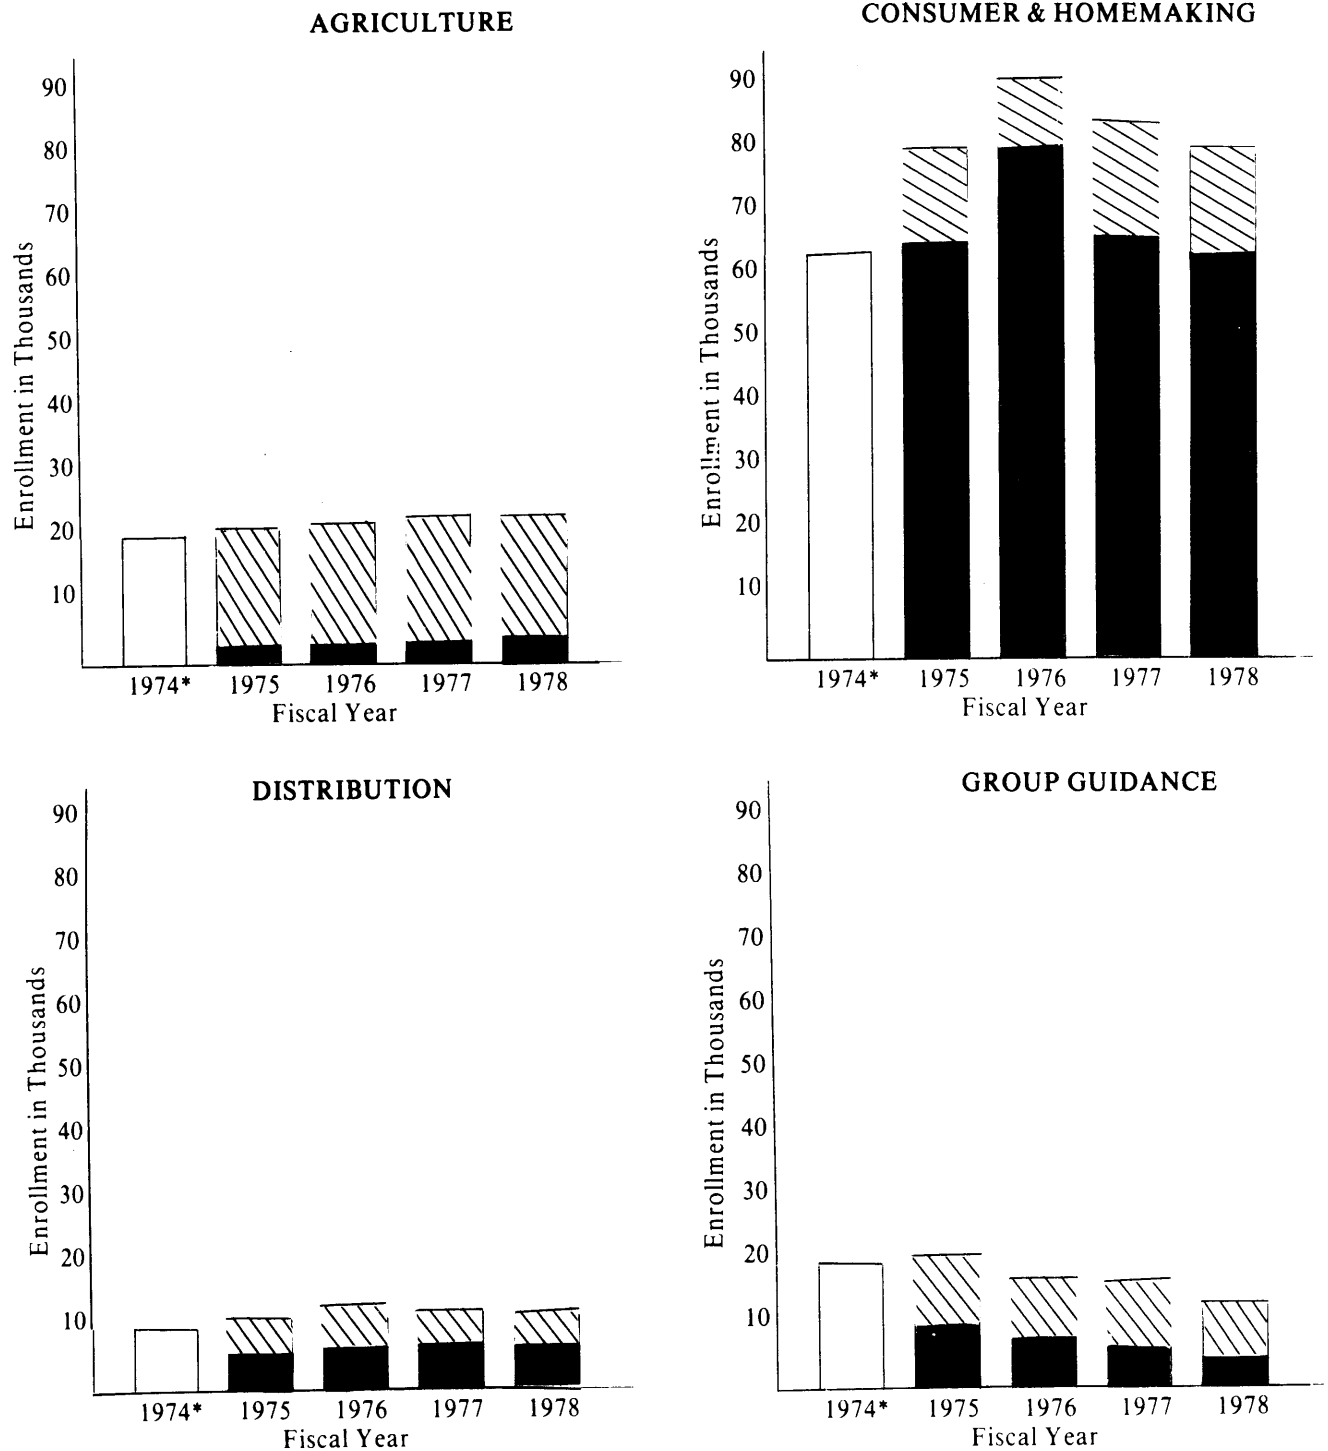 AGRICULTURE
90
80
70
60
50
40
30
20
10
Enrollment in Thousands
1974* 1975 1976 1977 1978
Fiscal Year
CONSUMER & HOMEMAKING
90
80
70
60
50
40
30
20
10
Enrollment in Thousands
1974* 1975 1976 1977 1978
Fiscal Year
DISTRIBUTION
90
80
70
60
50
40
30
20
10
Enrollment in Thousands
1974* 1975 1976 1977 1978
Fiscal Year
GROUP GUIDANCE
90
80
70
60
50
40
30
20
10
Enrollment in Thousands
1974* 1975 1976 1977 1978
Fiscal Year